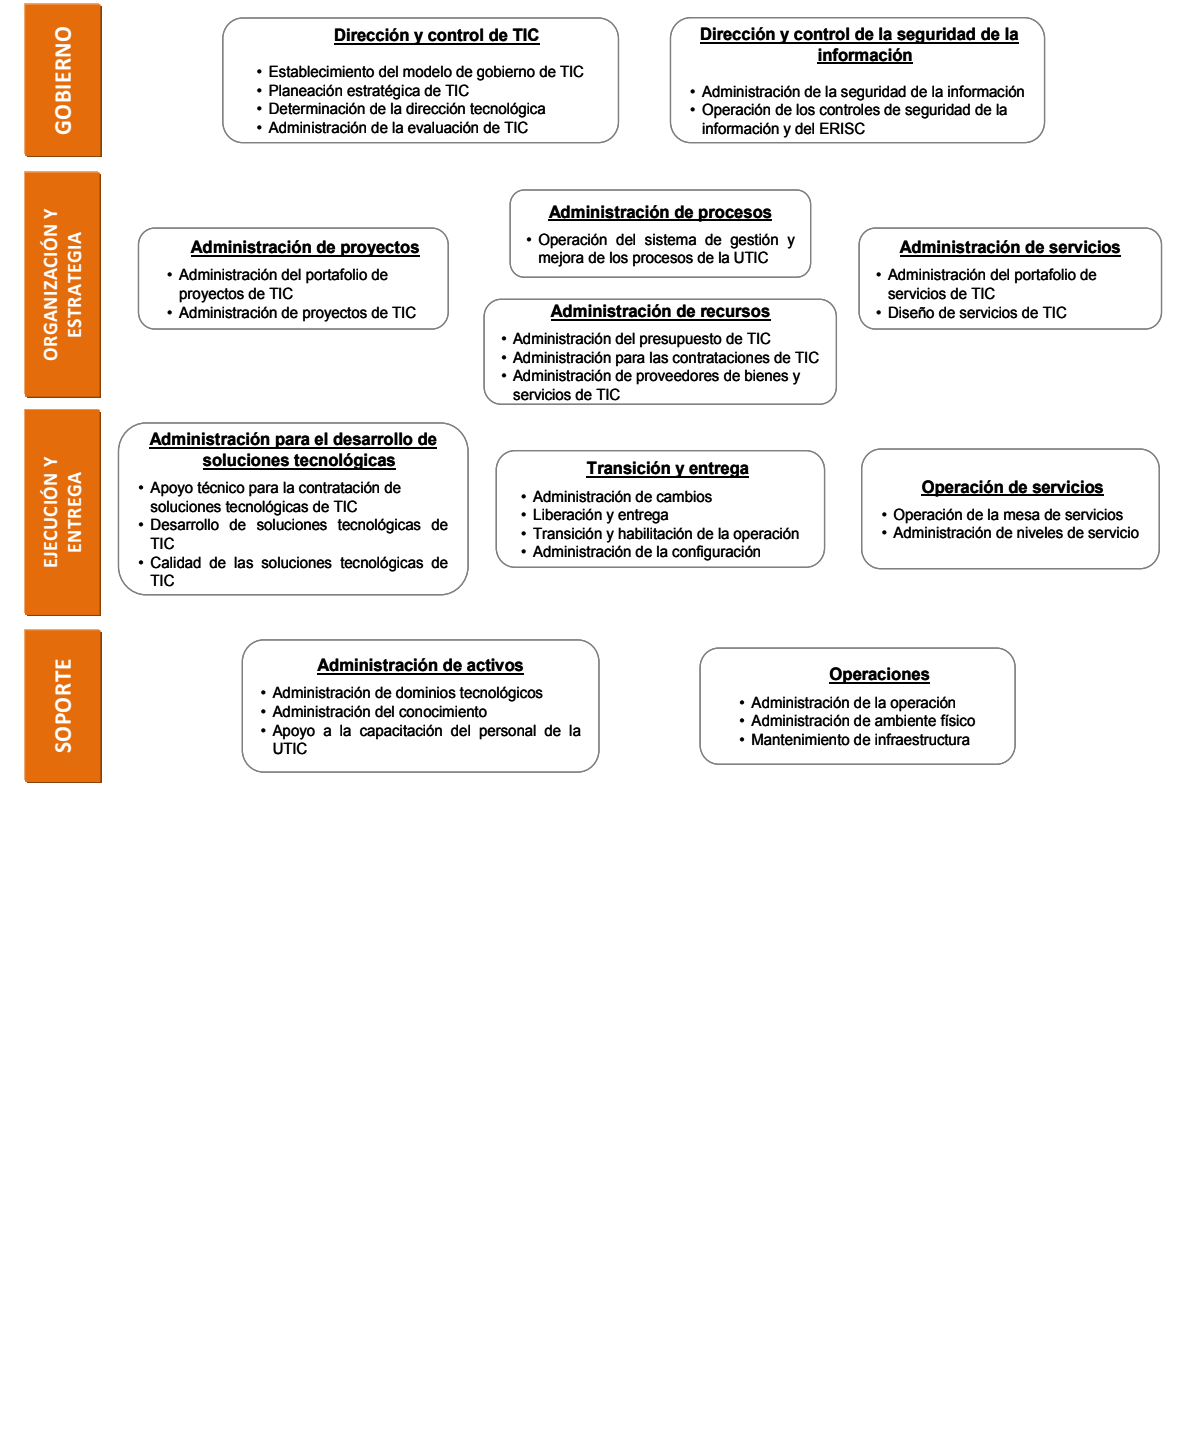 GOBIERNO
Dirección y control de TIC
• Establecimiento del modelo de gobierno de TIC
• Planeación estratégica de TIC
• Determinación de la dirección tecnológica
• Administración de la evaluación de TIC
Dirección y control de la seguridad de la
información
• Administración de la seguridad de la información
• Operación de los controles de seguridad de la
información y del ERISC
ORGANIZACIÓN Y
ESTRATEGIA
Administración de proyectos
• Administración del portafolio de
proyectos de TIC
• Administración de proyectos de TIC
Administración de procesos
• Operación del sistema de gestión y
mejora de los procesos de la UTIC
Administración de recursos
• Administración del presupuesto de TIC
• Administración para las contrataciones de TIC
• Administración de proveedores de bienes y
servicios de TIC
Administración de servicios
• Administración del portafolio de
servicios de TIC
• Diseño de servicios de TIC
EJECUCIÓN Y
ENTREGA
Administración para el desarrollo de
soluciones tecnológicas
• Apoyo técnico para la contratación de
soluciones tecnológicas de TIC
• Desarrollo de soluciones tecnológicas de
TIC
• Calidad de las soluciones tecnológicas de
TIC
Transición y entrega
• Administración de cambios
• Liberación y entrega
• Transición y habilitación de la operación
• Administración de la configuración
Operación de servicios
• Operación de la mesa de servicios
• Administración de niveles de servicio
SOPORTE
Administración de activos
• Administración de dominios tecnológicos
• Administración del conocimiento
• Apoyo a la capacitación del personal de la
UTIC
Operaciones
• Administración de la operación
• Administración de ambiente físico
• Mantenimiento de infraestructura